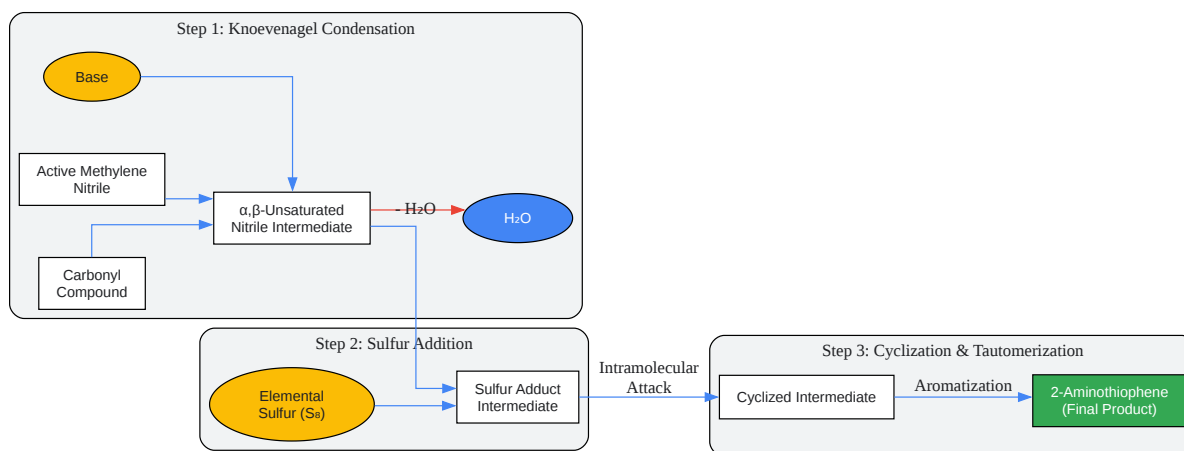 Step 1: Knoevenagel Condensation
Base
Active Methylene
Nitrile
α,β-Unsaturated
Nitrile Intermediate
- H₂O
H₂O
Carbonyl
Compound
Step 2: Sulfur Addition
Elemental
Sulfur (S₈)
Sulfur Adduct
Intermediate
Intramolecular
Attack
Step 3: Cyclization & Tautomerization
Cyclized Intermediate
Aromatization
2-Aminothiophene
(Final Product)